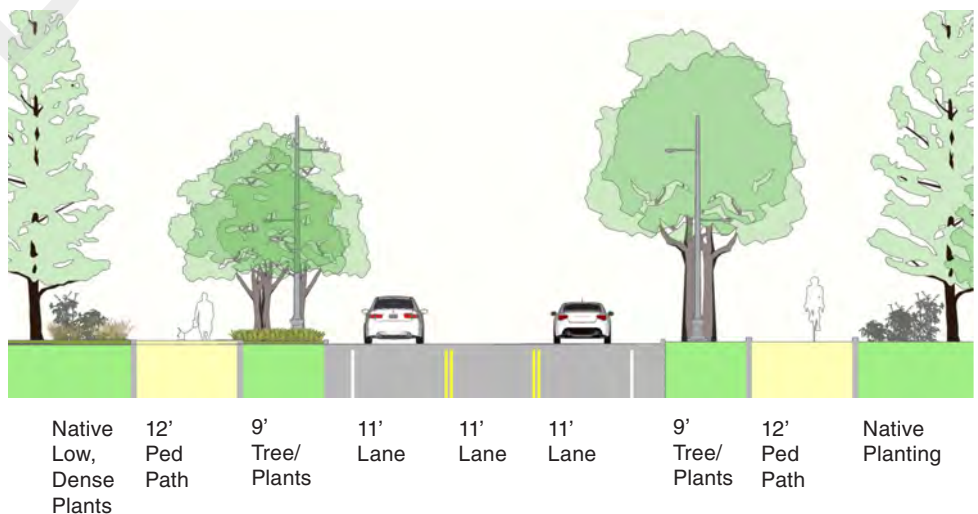 Native
Low,
Dense
Plants
12’
Ped
Path
9’
Tree/
Plants
11’
Lane
11’
Lane
11’
Lane
9’
Tree/
Plants
12’
Ped
Path
Native
Planting